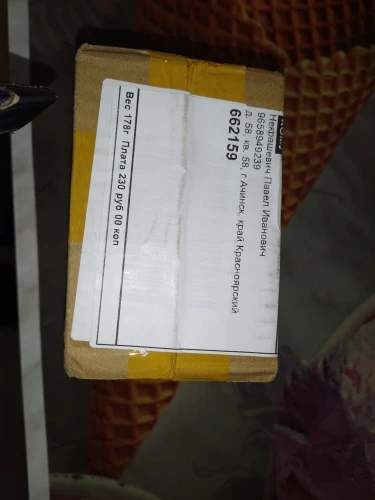 Некрашевич Павел Иванович
9658949239
д. 58, кв. 58, г Ачинск, край Красноярский
662159
Вес 178г. Плата 230 руб 00 коп